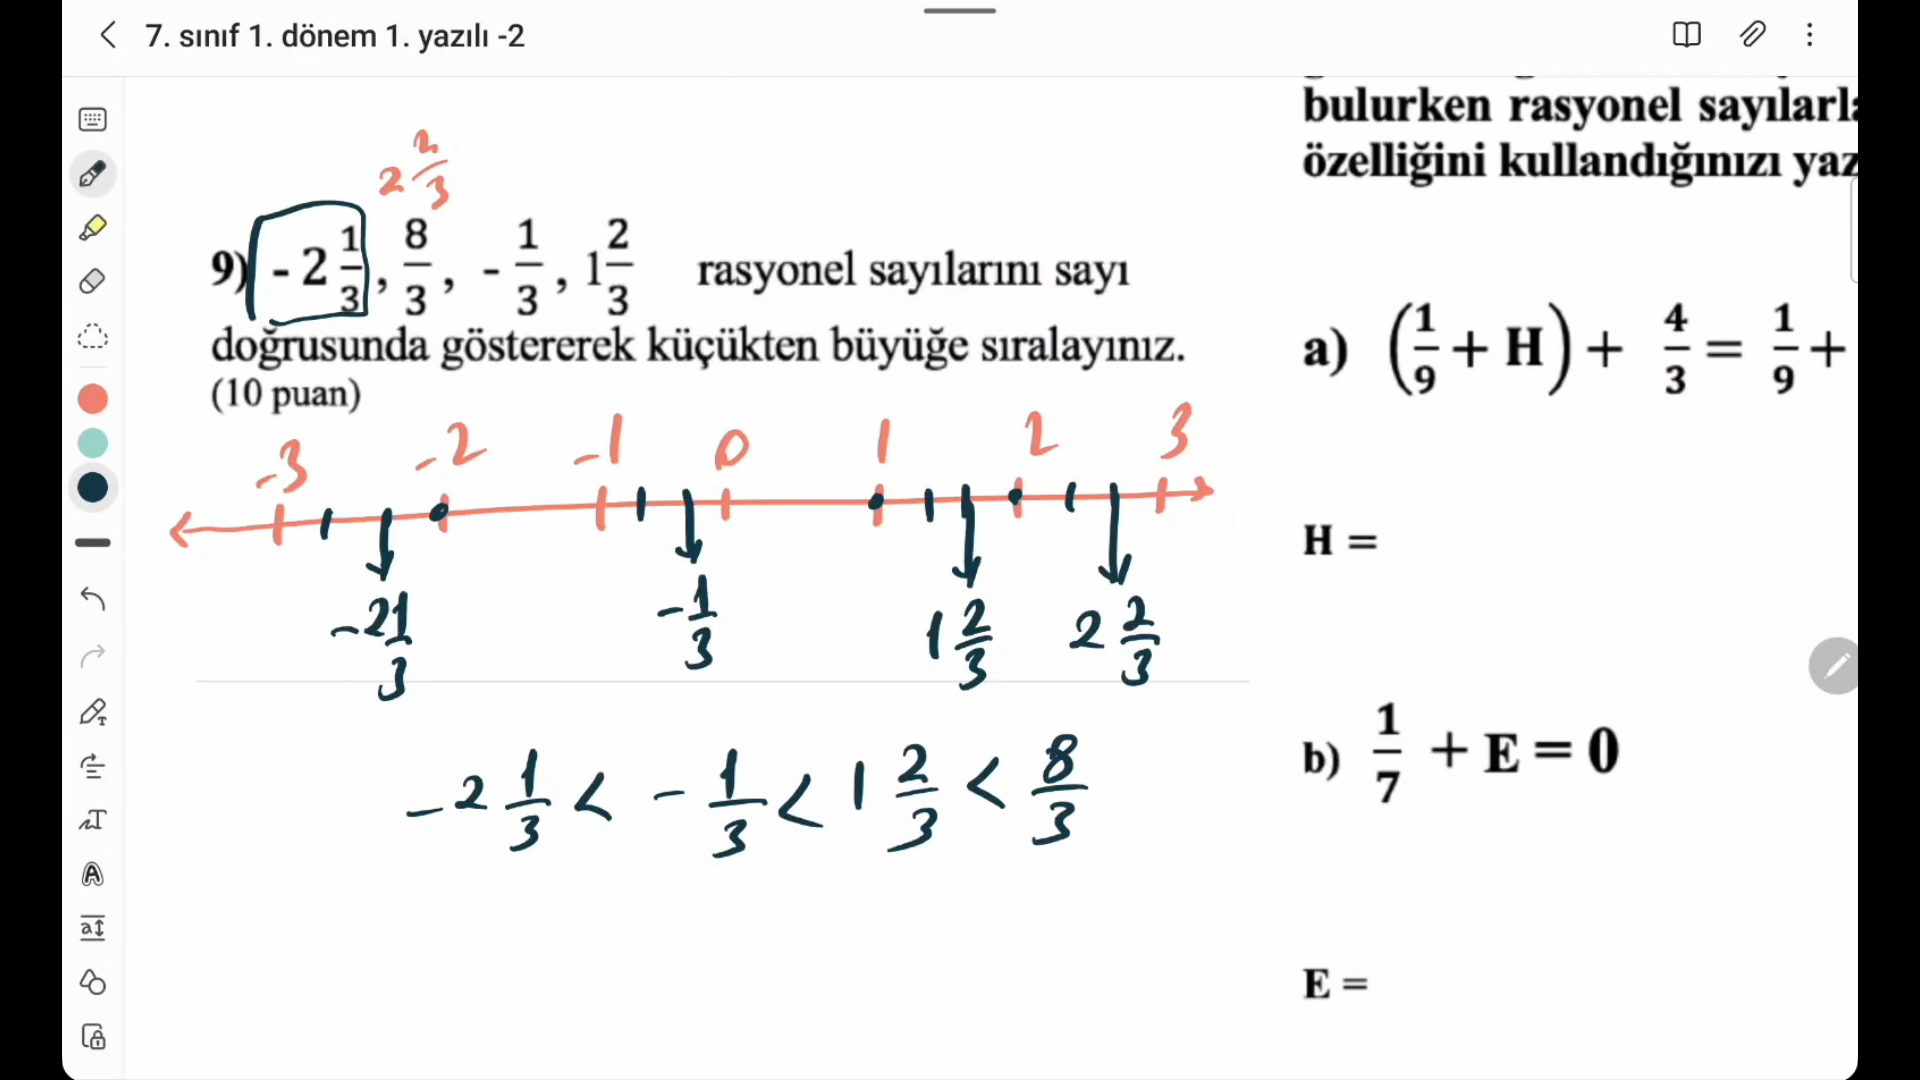 7. sınıf 1. dönem 1. yazılı -2
2 2/3
9) - 2 1/3 , 8/3 , - 1/3 , 1 2/3 rasyonel sayılarını sayı
doğrusunda göstererek küçükten büyüğe sıralayınız.
(10 puan)
-3 -2 -1 0 1 2 3
-2 1/3 -1/3 1 2/3 2 2/3
-2 1/3 < -1/3 < 1 2/3 < 8/3
bulurken rasyonel sayılarla
özelliğini kullandığınızı yaz
a) (1/9 + H) + 4/3 = 1/9 +
H =
b) 1/7 + E = 0
E =